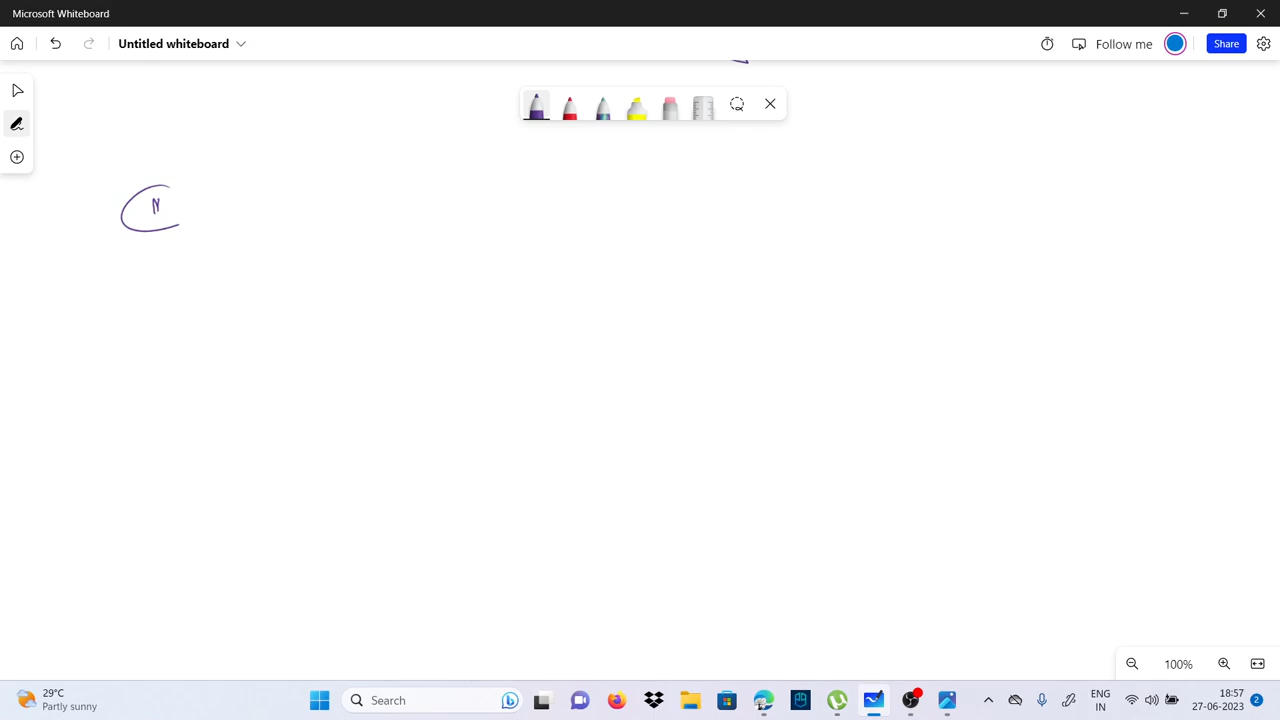 Microsoft Whiteboard
Untitled whiteboard
Follow me
Share
100%
29°C
Partly sunny
Search
ENG
IN
18:57
27-06-2023
2